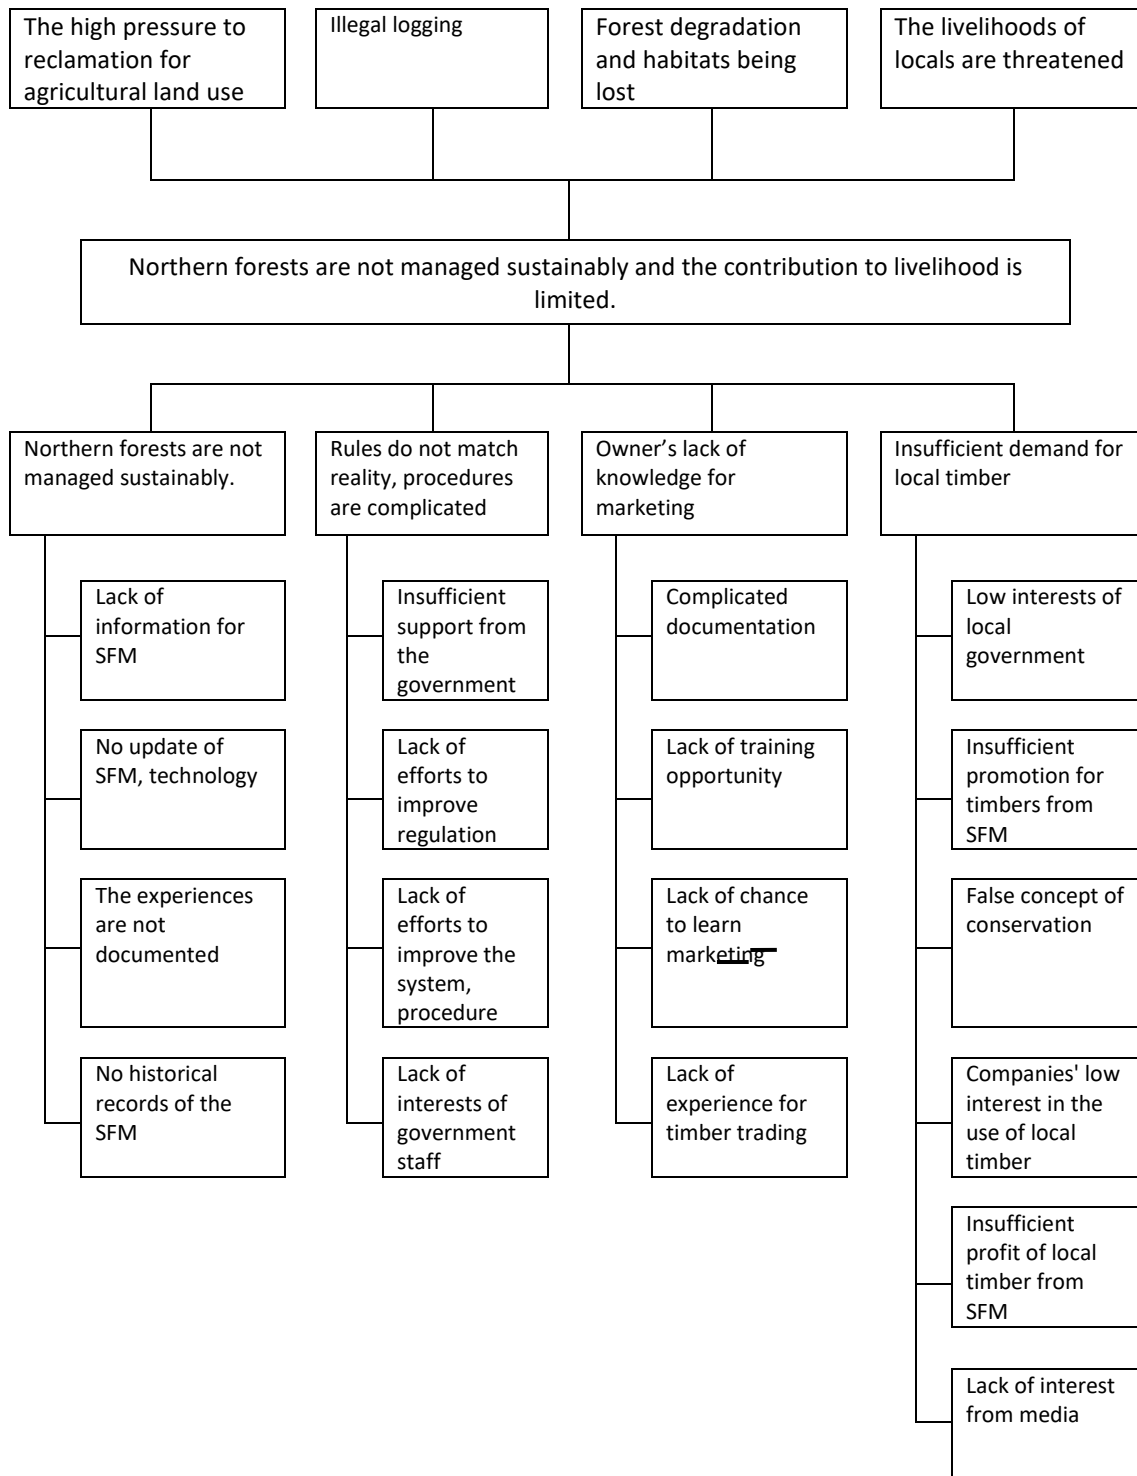 The high pressure to
reclamation for
agricultural land use
Illegal logging
Forest degradation
and habitats being
lost
The livelihoods of
locals are threatened
Northern forests are not managed sustainably and the contribution to livelihood is
limited.
Northern forests are not
managed sustainably.
Rules do not match
reality, procedures
are complicated
Owner’s lack of
knowledge for
marketing
Insufficient demand for
local timber
Lack of
information for
SFM
No update of
SFM, technology
The experiences
are not
documented
No historical
records of the
SFM
Insufficient
support from
the
government
Lack of
efforts to
improve
regulation
Lack of
efforts to
improve the
system,
procedure
Lack of
interests of
government
staff
Complicated
documentation
Lack of training
opportunity
Lack of chance
to learn
marketing
Lack of
experience for
timber trading
Low interests of
local
government
Insufficient
promotion for
timbers from
SFM
False concept of
conservation
Companies' low
interest in the
use of local
timber
Insufficient
profit of local
timber from
SFM
Lack of interest
from media